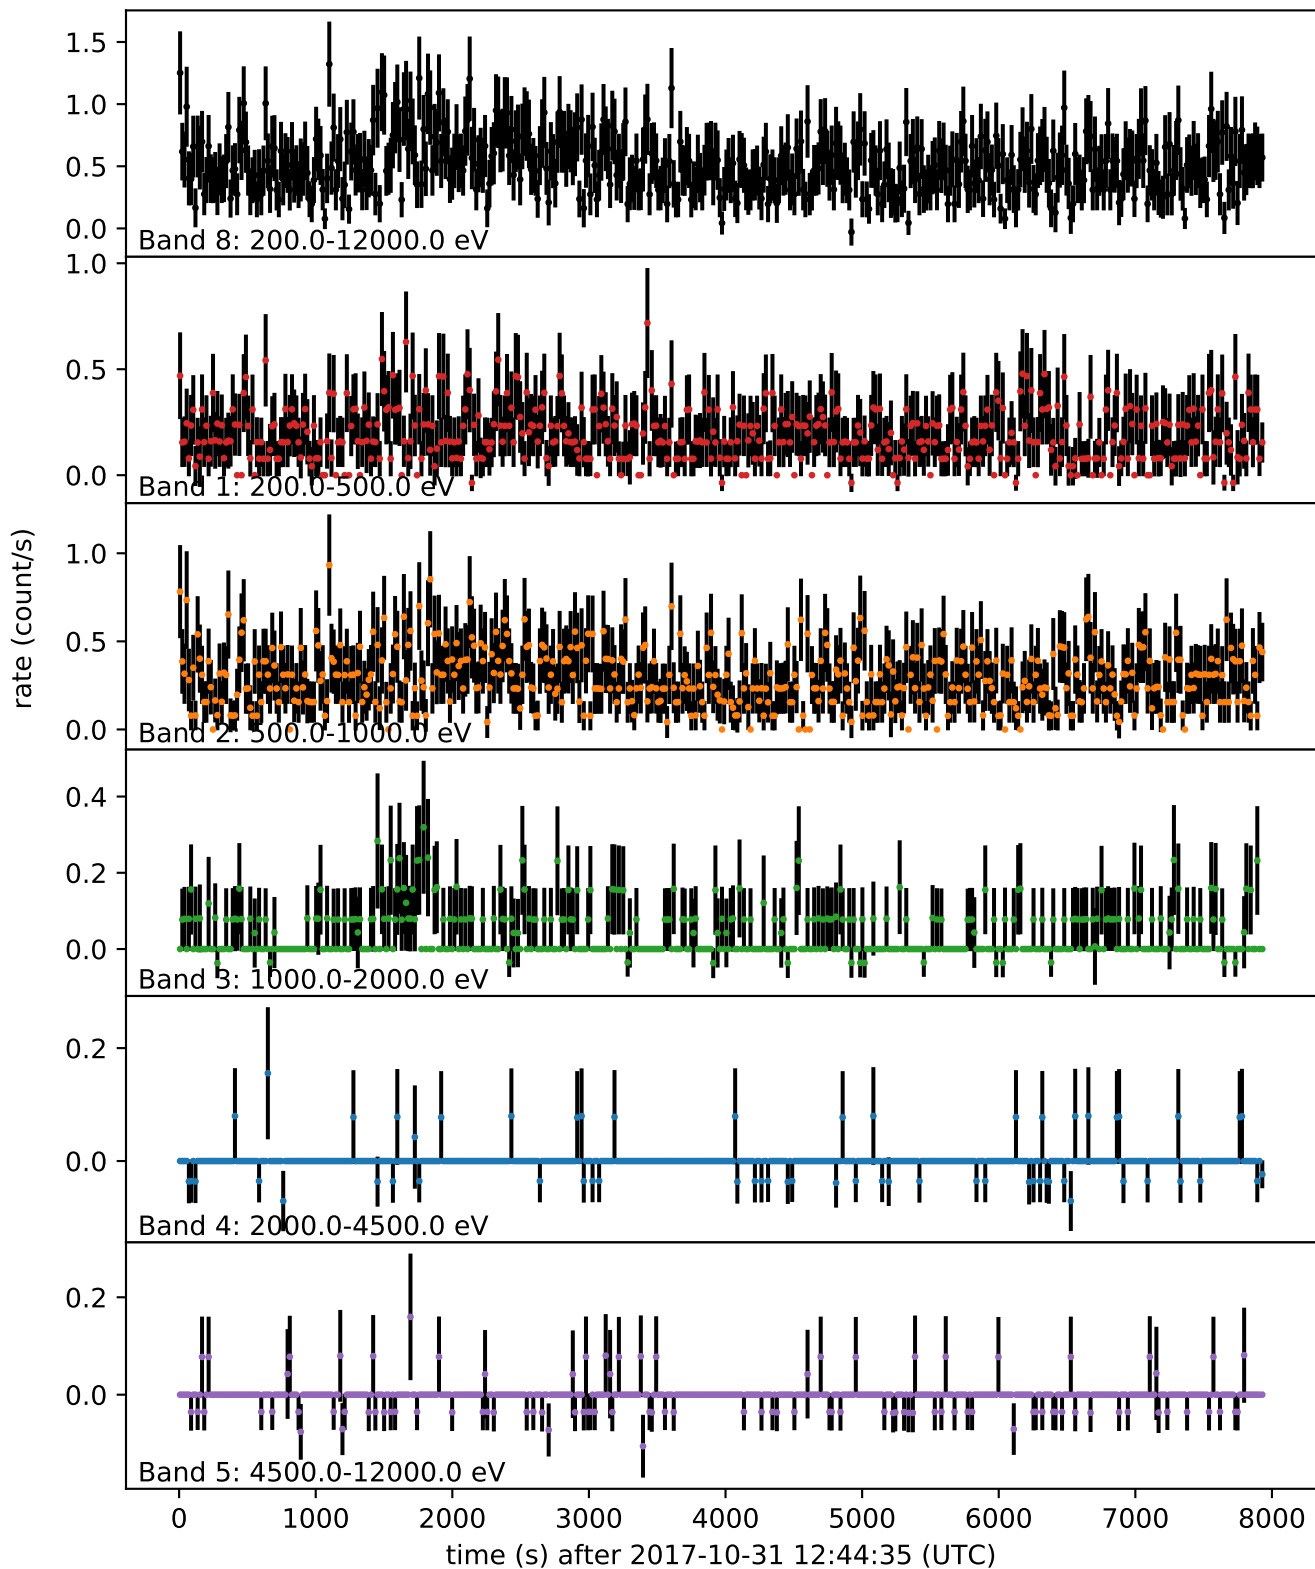 1.5
1.0
0.5
0.0
Band 8: 200.0-12000.0 eV
1.0
0.5
0.0
Band 1: 200.0-500.0 eV
1.0
0.5
0.0
Band 2: 500.0-1000.0 eV
rate (count/s)
0.4
0.2
0.0
Band 3: 1000.0-2000.0 eV
0.2
0.0
Band 4: 2000.0-4500.0 eV
0.2
0.0
Band 5: 4500.0-12000.0 eV
0 1000 2000 3000 4000 5000 6000 7000 8000
time (s) after 2017-10-31 12:44:35 (UTC)